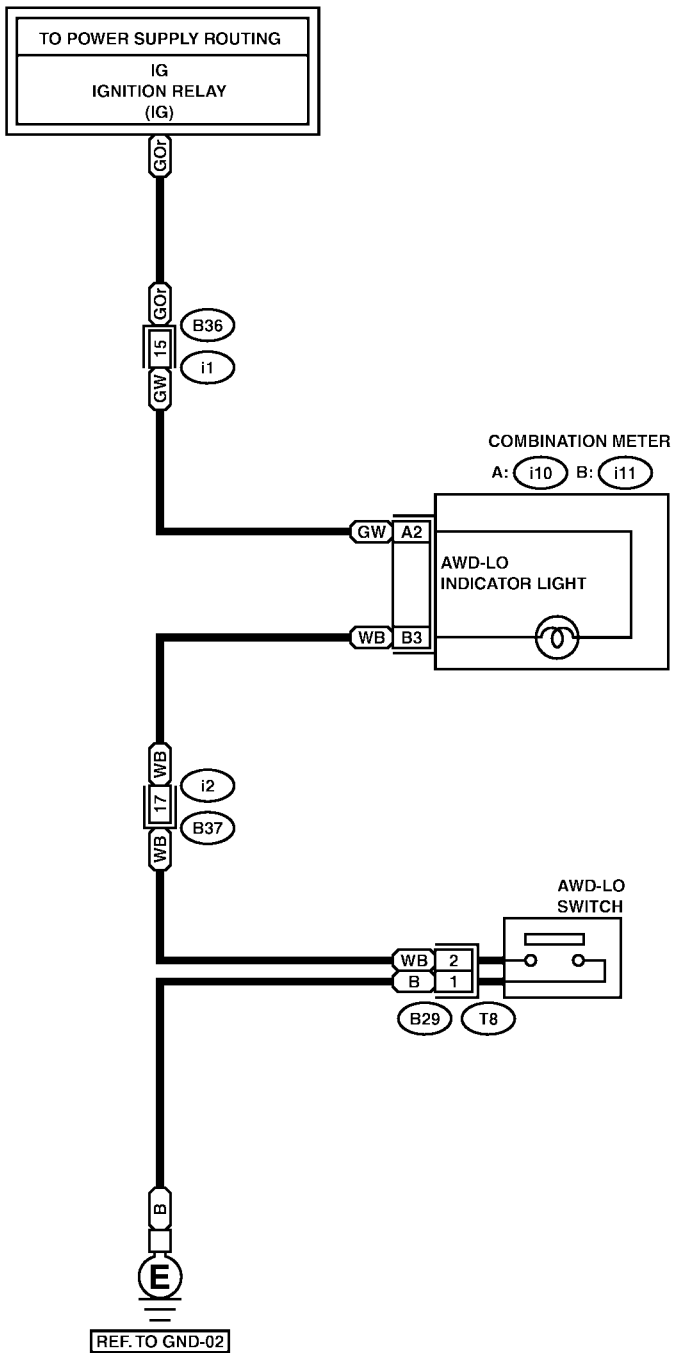 TO POWER SUPPLY ROUTING
IG
IGNITION RELAY
(IG)
GOr
GOr
B36
15
i1
GW
COMBINATION METER
A: i10 B: i11
GW A2
AWD-LO
INDICATOR LIGHT
WB B3
WB
i2
17
B37
WB
AWD-LO
SWITCH
WB 2
B 1
B29 T8
B
E
REF. TO GND-02